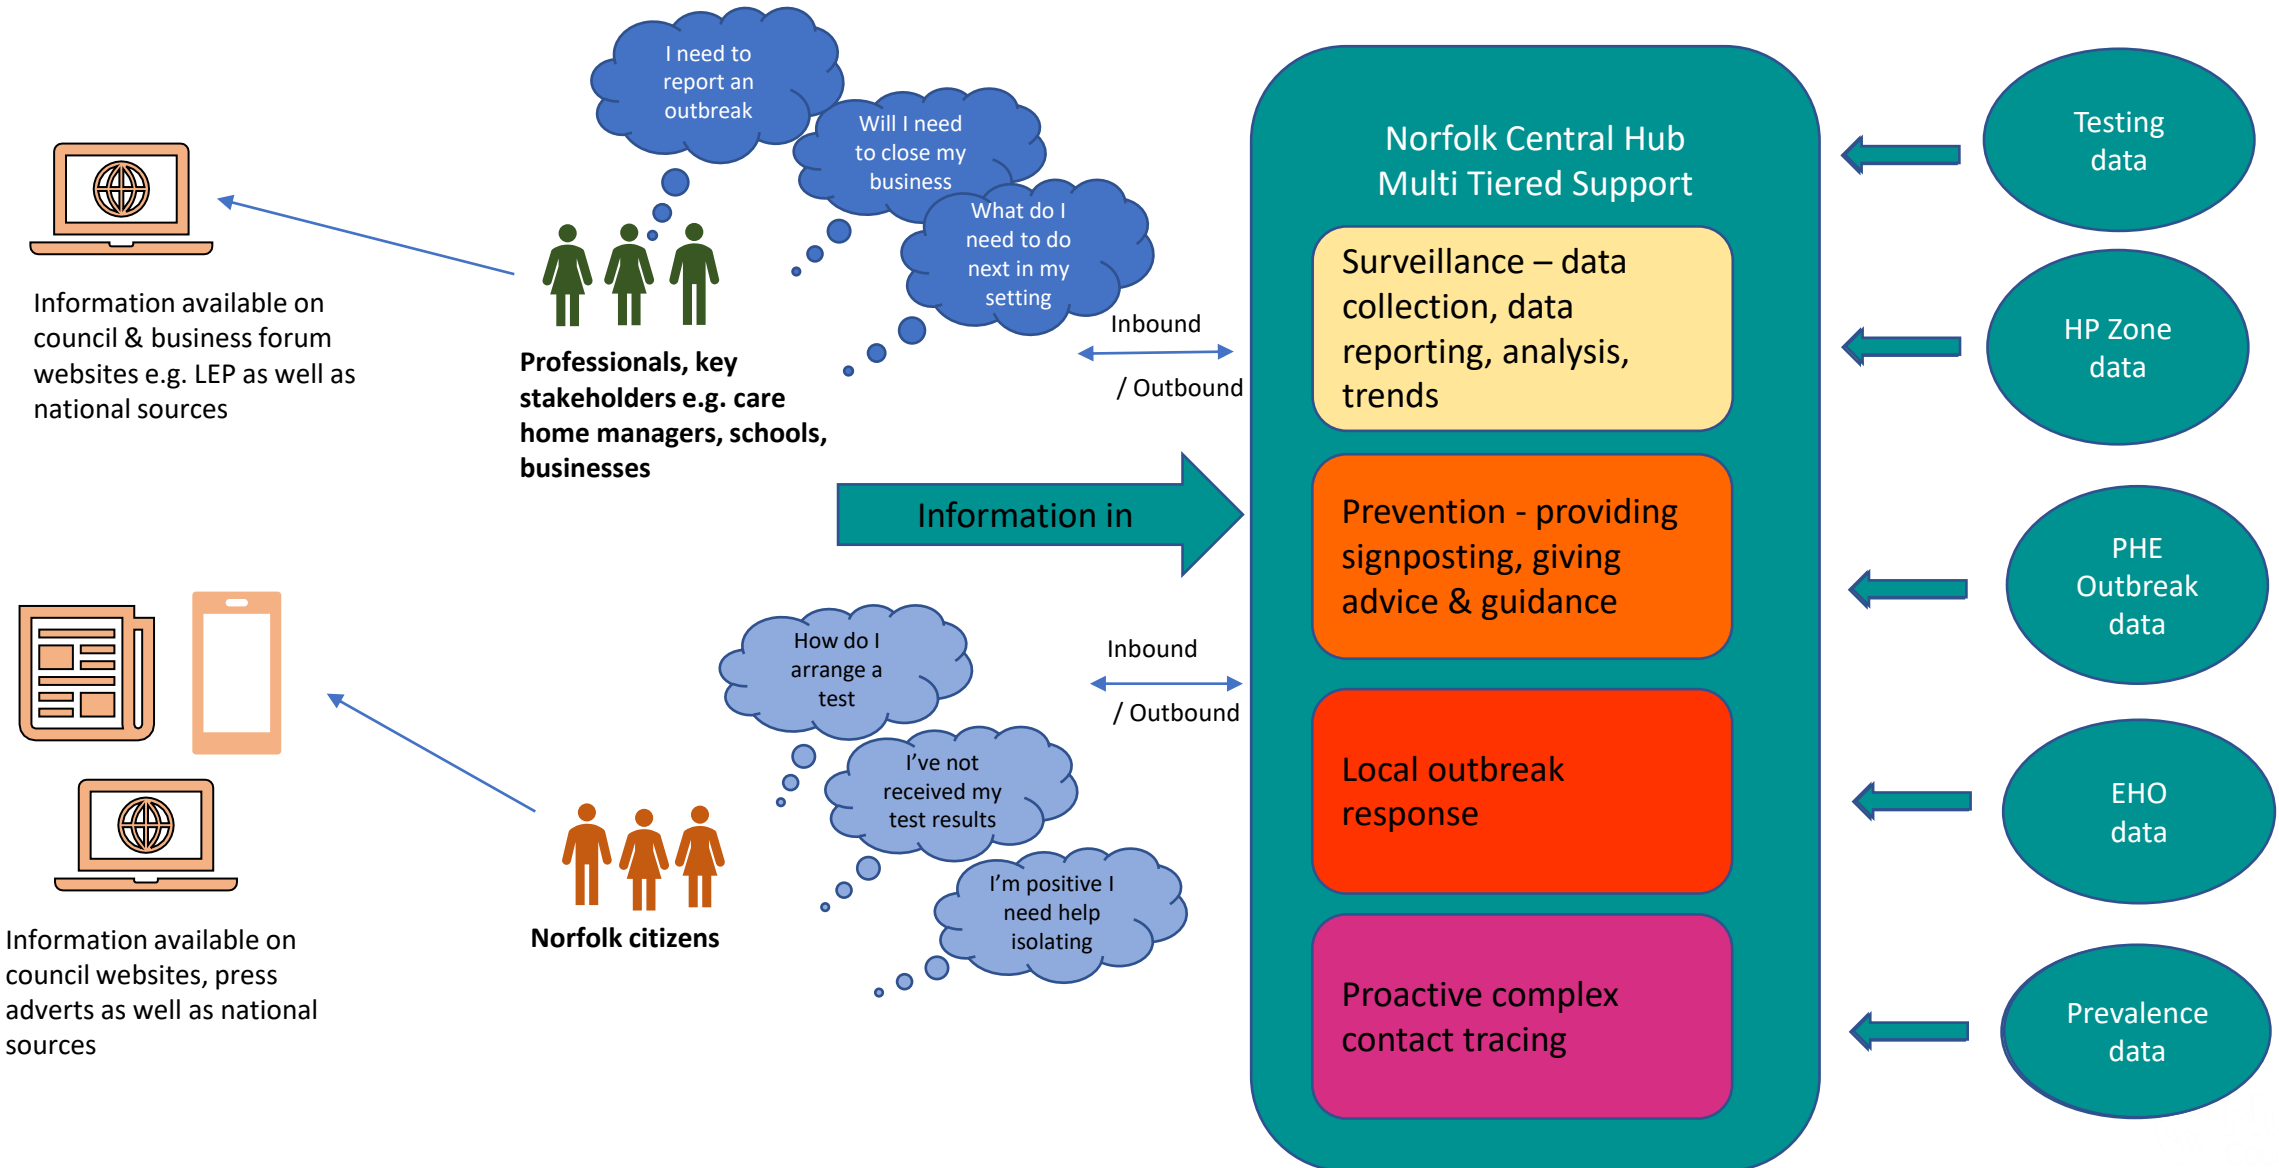 I need to
report an
outbreak
Will I need
to close my
business
What do I
need to do
next in my
setting
Information available on
council & business forum
websites e.g. LEP as well as
national sources
Professionals, key
stakeholders e.g. care
home managers, schools,
businesses
Inbound
/ Outbound
Information in
How do I
arrange a
test
I've not
received my
test results
I'm positive I
need help
isolating
Inbound
/ Outbound
Norfolk citizens
Information available on
council websites, press
adverts as well as national
sources
Norfolk Central Hub
Multi Tiered Support
Surveillance – data
collection, data
reporting, analysis,
trends
Prevention - providing
signposting, giving
advice & guidance
Local outbreak
response
Proactive complex
contact tracing
Testing
data
HP Zone
data
PHE
Outbreak
data
EHO
data
Prevalence
data